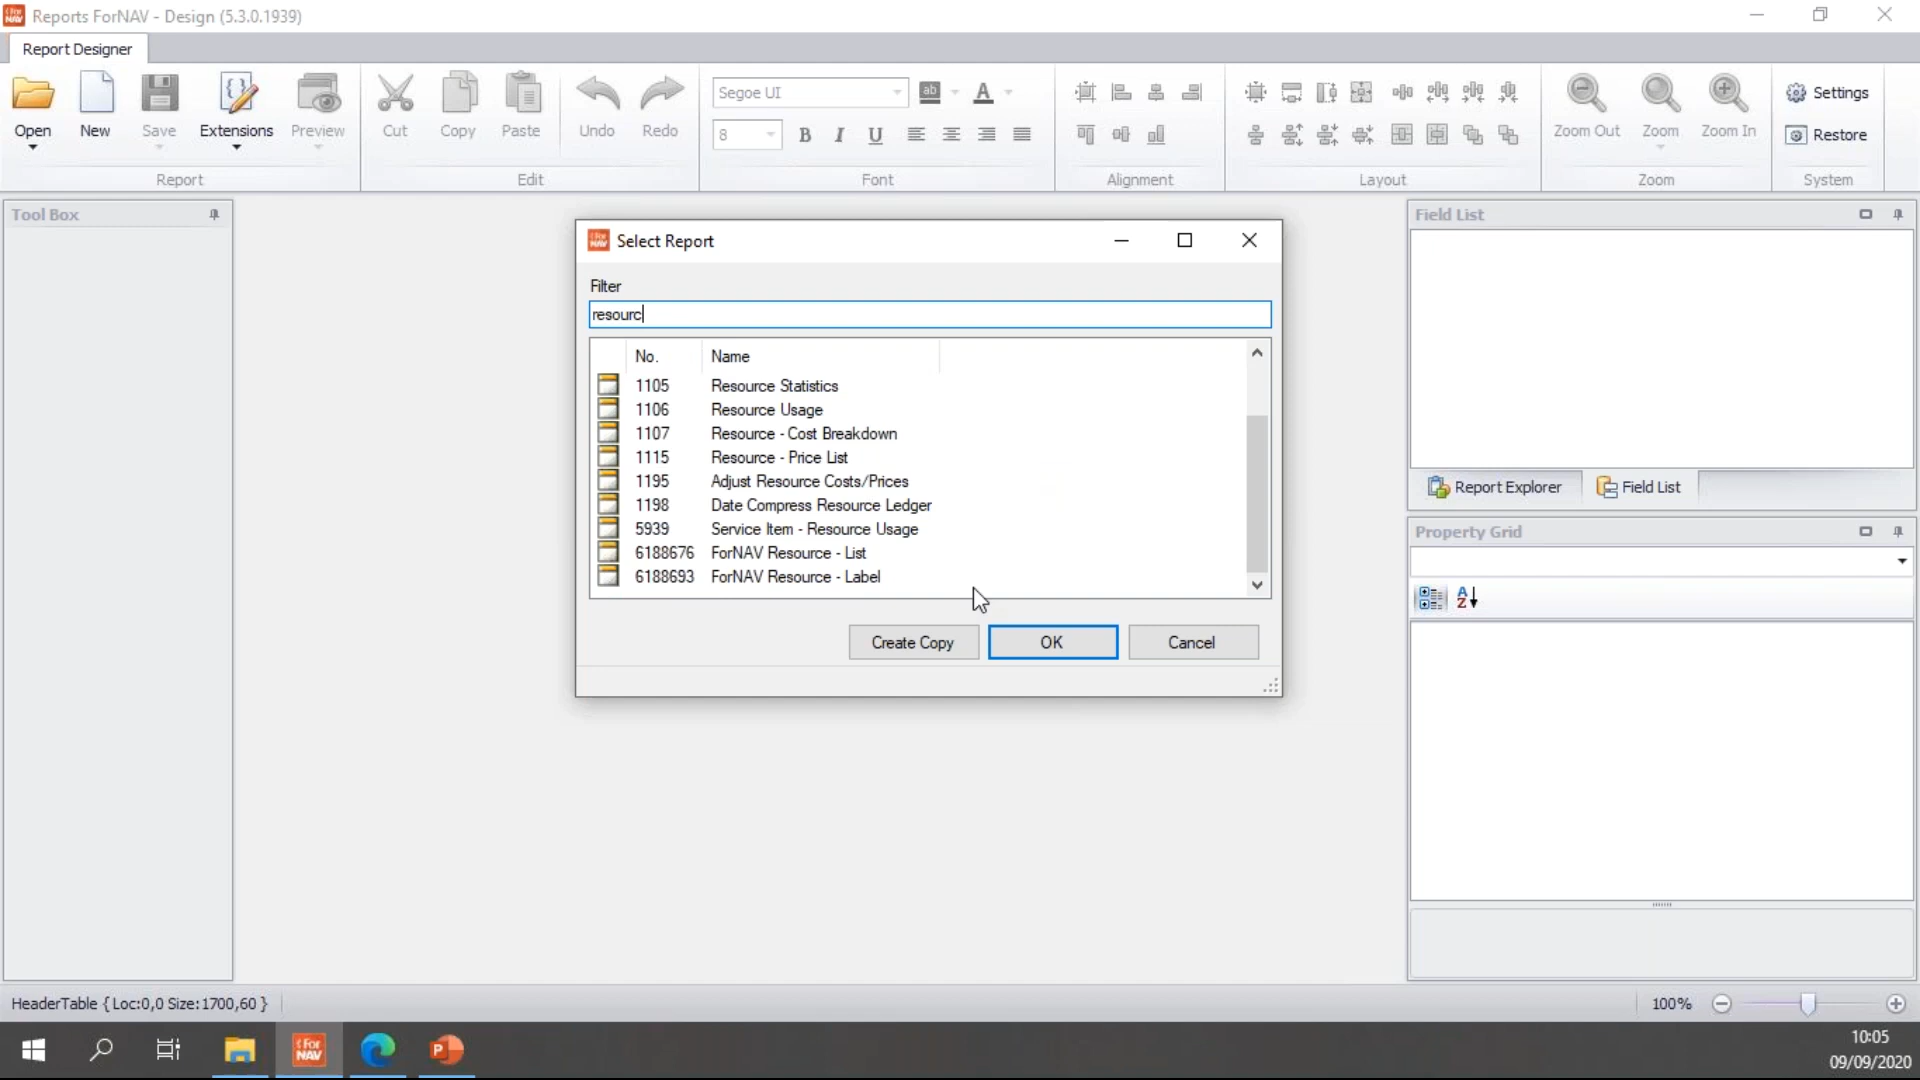 Reports ForNAV - Design (5.3.0.1939)
Report Designer
Open
New
Save
Extensions
Preview
Report
Cut
Copy
Paste
Undo
Redo
Edit
Segoe UI
ab
A
8
B I U
Font
Alignment
Layout
Zoom Out
Zoom
Zoom In
Zoom
Settings
Restore
System
Tool Box
Select Report
Filter
resourc
No. Name
1105 Resource Statistics
1106 Resource Usage
1107 Resource - Cost Breakdown
1115 Resource - Price List
1195 Adjust Resource Costs/Prices
1198 Date Compress Resource Ledger
5939 Service Item - Resource Usage
6188676 ForNAV Resource - List
6188693 ForNAV Resource - Label
Create Copy
OK
Cancel
Field List
Report Explorer
Field List
Property Grid
HeaderTable { Loc:0,0 Size:1700,60 }
100%
For
NAV
P
10:05
09/09/2020